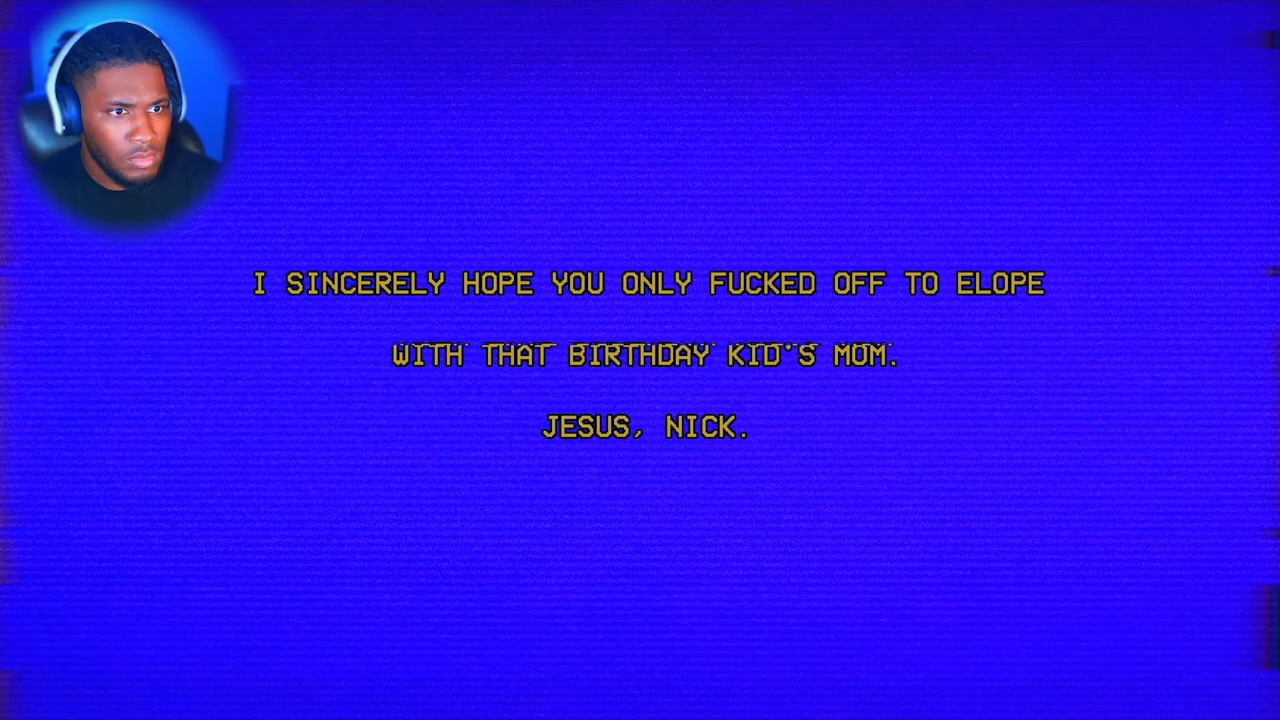 I SINCERELY HOPE YOU ONLY FUCKED OFF TO ELOPE
WITH THAT BIRTHDAY KID'S MOM.
JESUS, NICK.